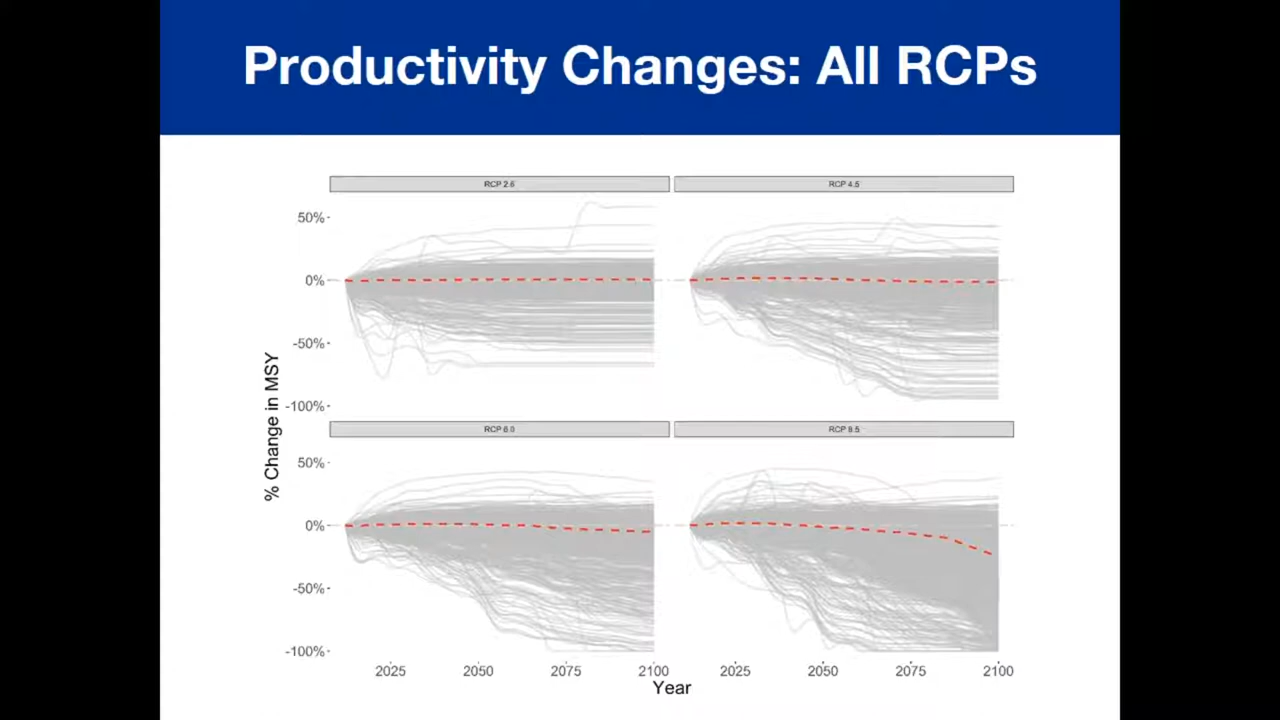 Productivity Changes: All RCPs
RCP 2.6
RCP 4.5
50%
0%
-50%
-100%
RCP 6.0
RCP 8.5
50%
0%
-50%
-100%
% Change in MSY
2025
2050
2075
2100
2025
2050
2075
2100
Year